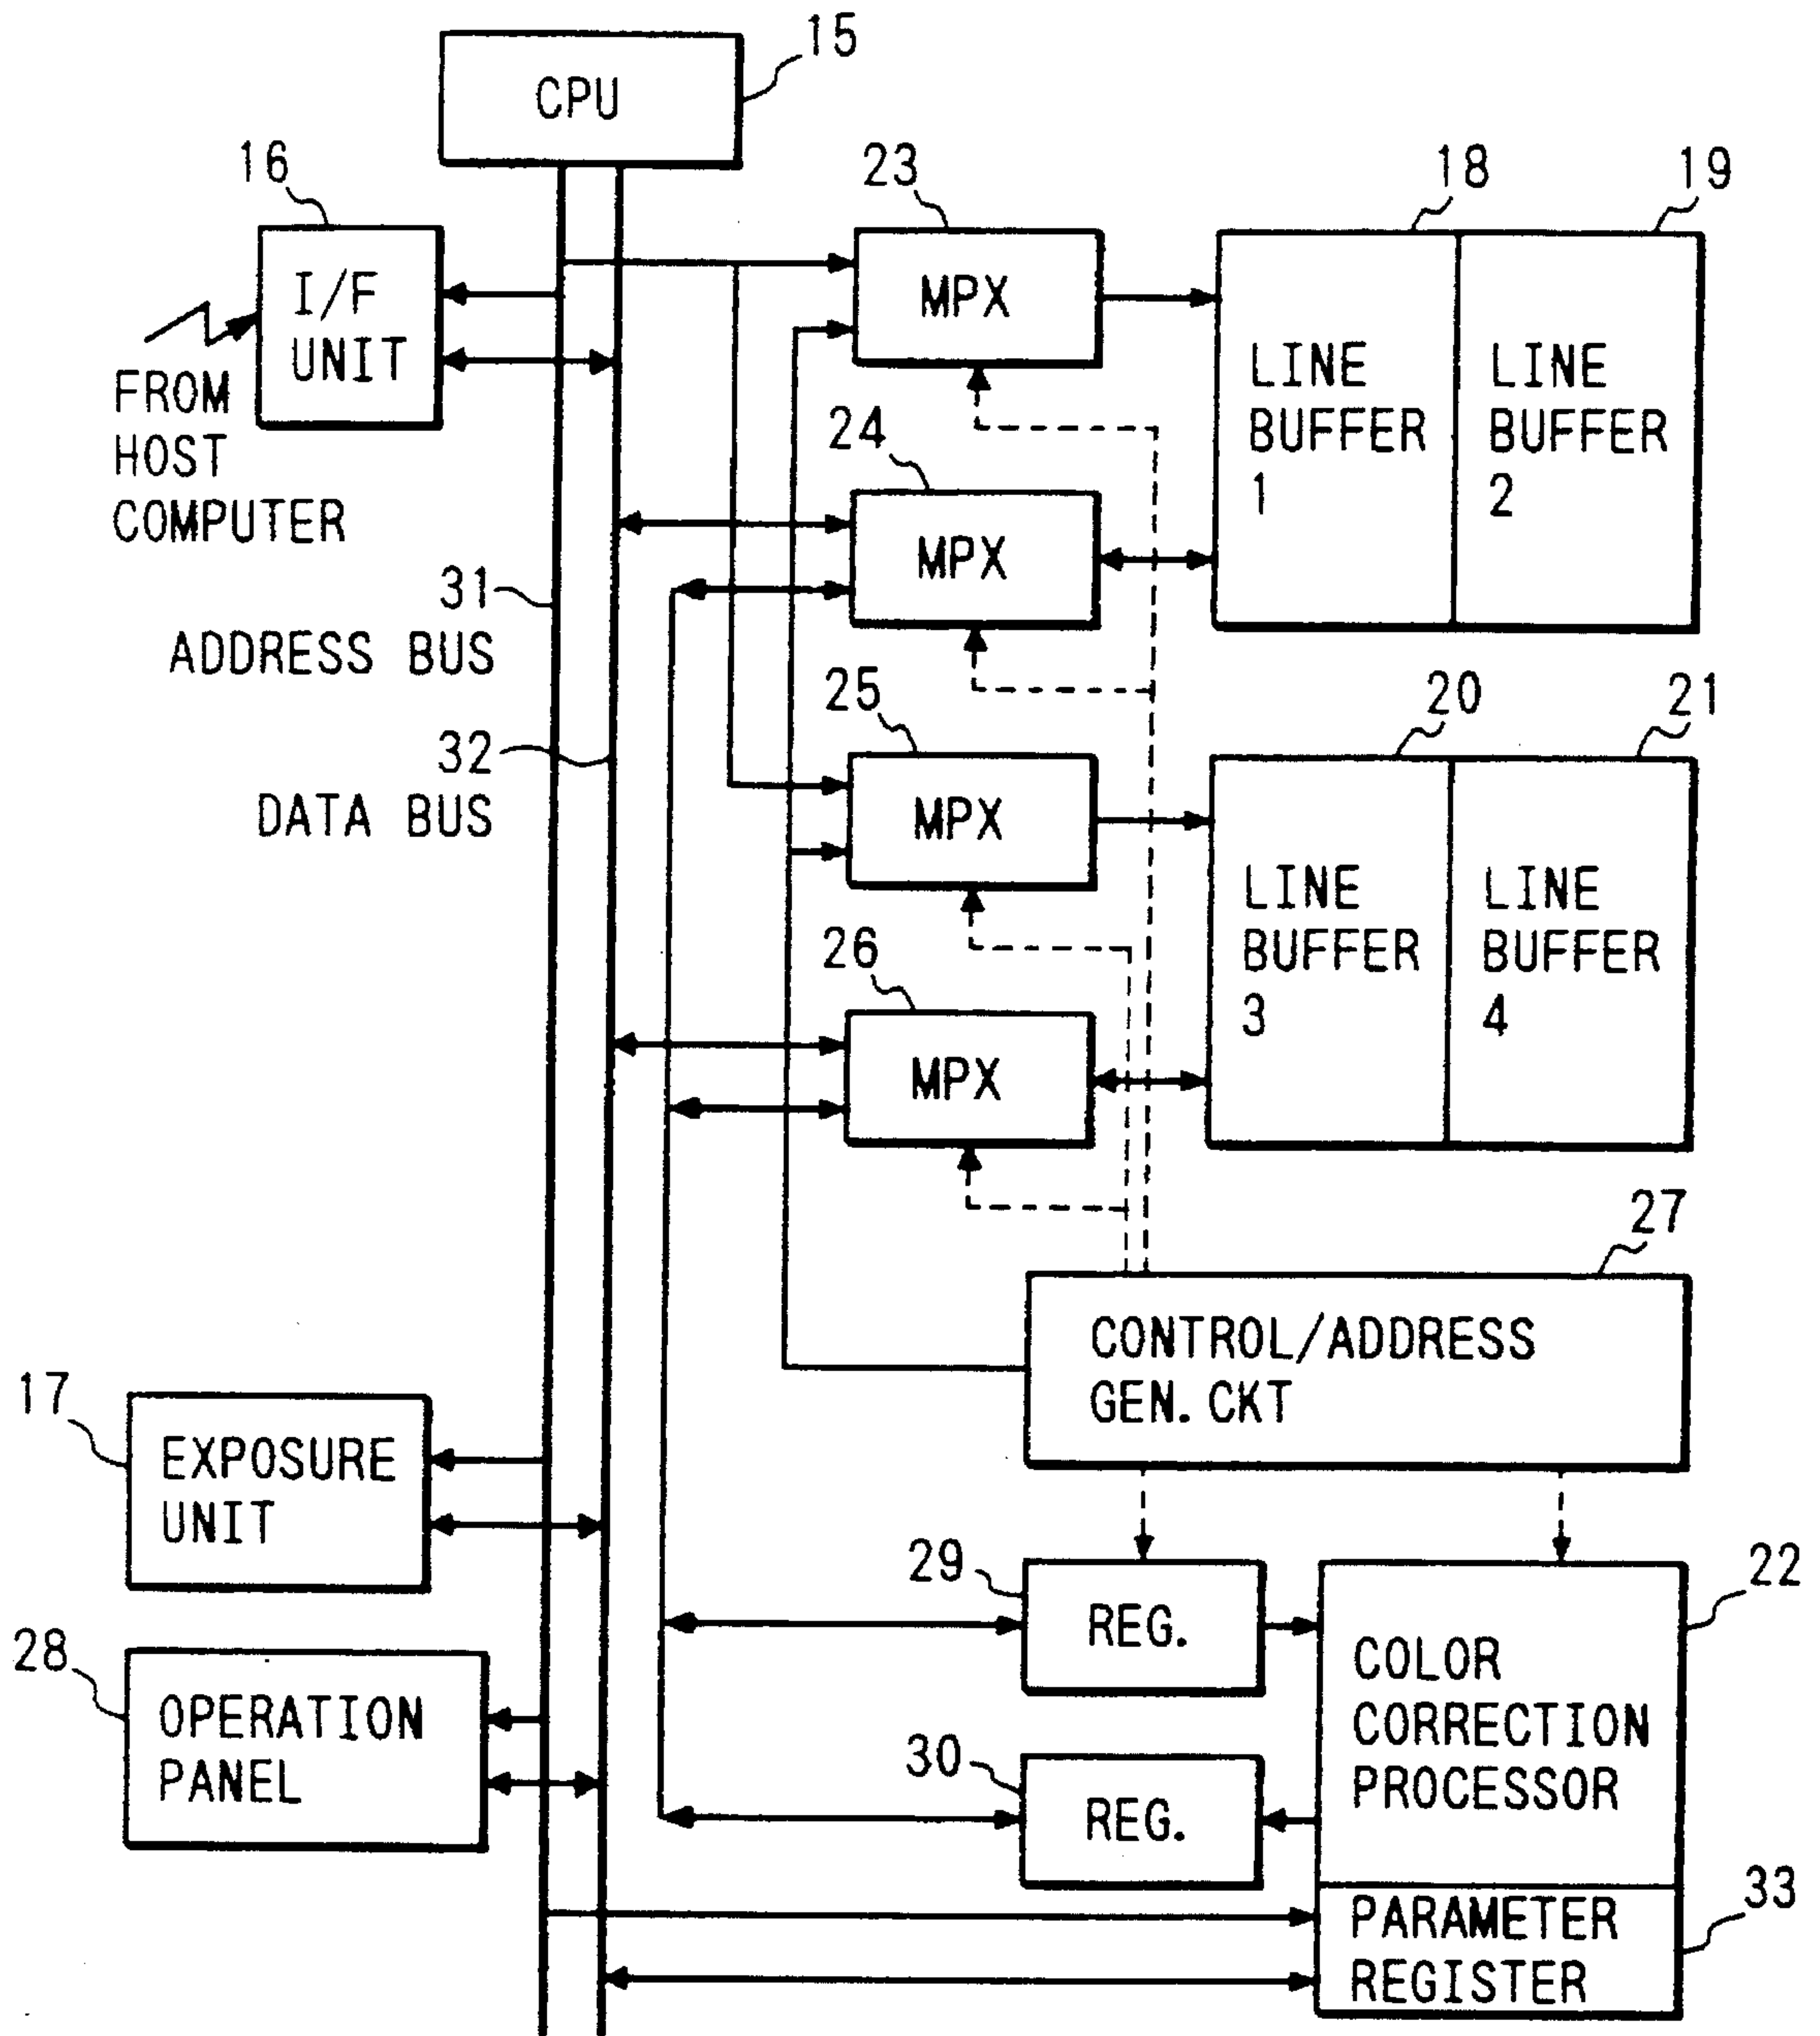 15
CPU
16
23
18
19
I/F
UNIT
MPX
FROM
HOST
COMPUTER
LINE
BUFFER
1
LINE
BUFFER
2
24
MPX
31
ADDRESS BUS
25
20
21
32
DATA BUS
MPX
LINE
BUFFER
3
LINE
BUFFER
4
26
MPX
27
CONTROL/ADDRESS
GEN. CKT
17
EXPOSURE
UNIT
29
REG.
22
COLOR
CORRECTION
PROCESSOR
28
OPERATION
PANEL
30
REG.
33
PARAMETER
REGISTER